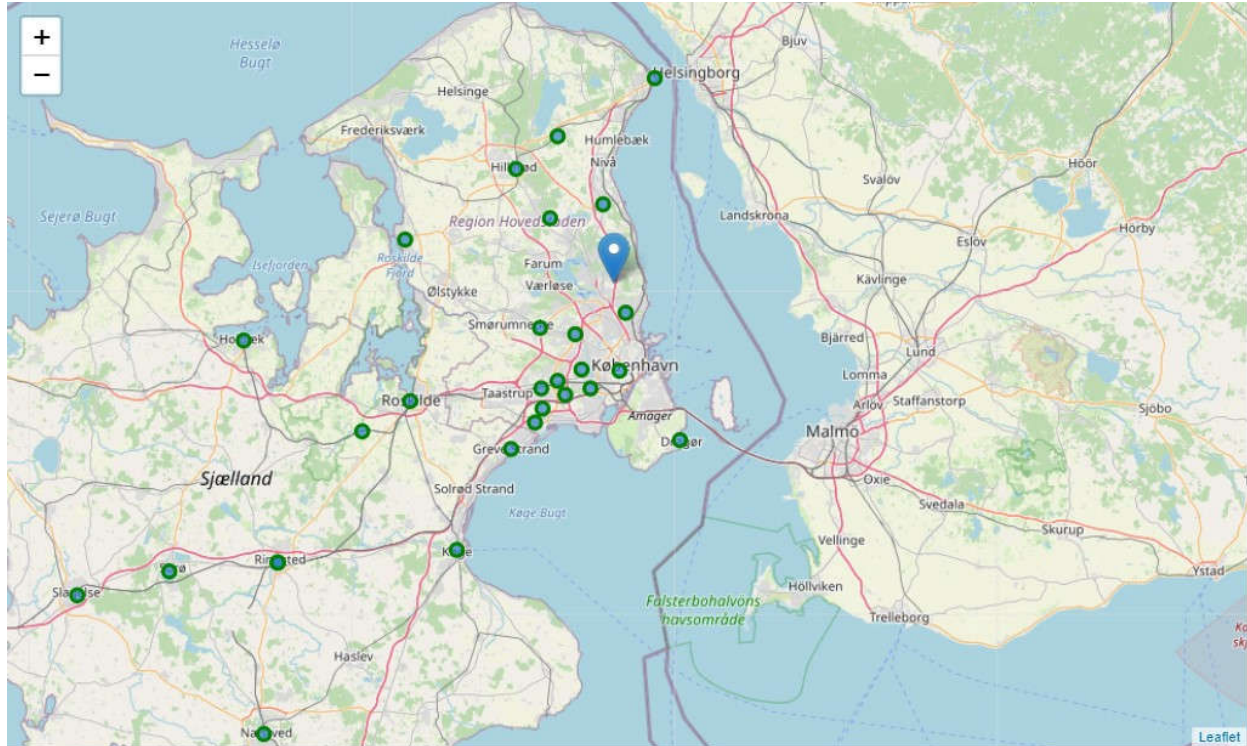 +
−
Hesselø
Bugt
Bjuv
Helsingborg
Helsinge
Frederiksværk
Humlebæk
Nivå
Höör
Svalöv
Landskrona
Sejerø Bugt
Region Hovedstaden
Hörby
Eslöv
Isefjorden
Roskilde
Fjord
Farum
Værløse
Kävlinge
Ølstykke
Smørumnedre
Bjärred
København
Lund
Lomma
Taastrup
Roskilde
Arlöv
Staffanstorp
Sjöbo
Amager
Malmö
Greve Strand
Sjælland
Oxie
Solrød Strand
Svedala
Køge Bugt
Skurup
Vellinge
Ystad
Höllviken
Falsterbohalvöns
havsområde
Trelleborg
Haslev
Leaflet